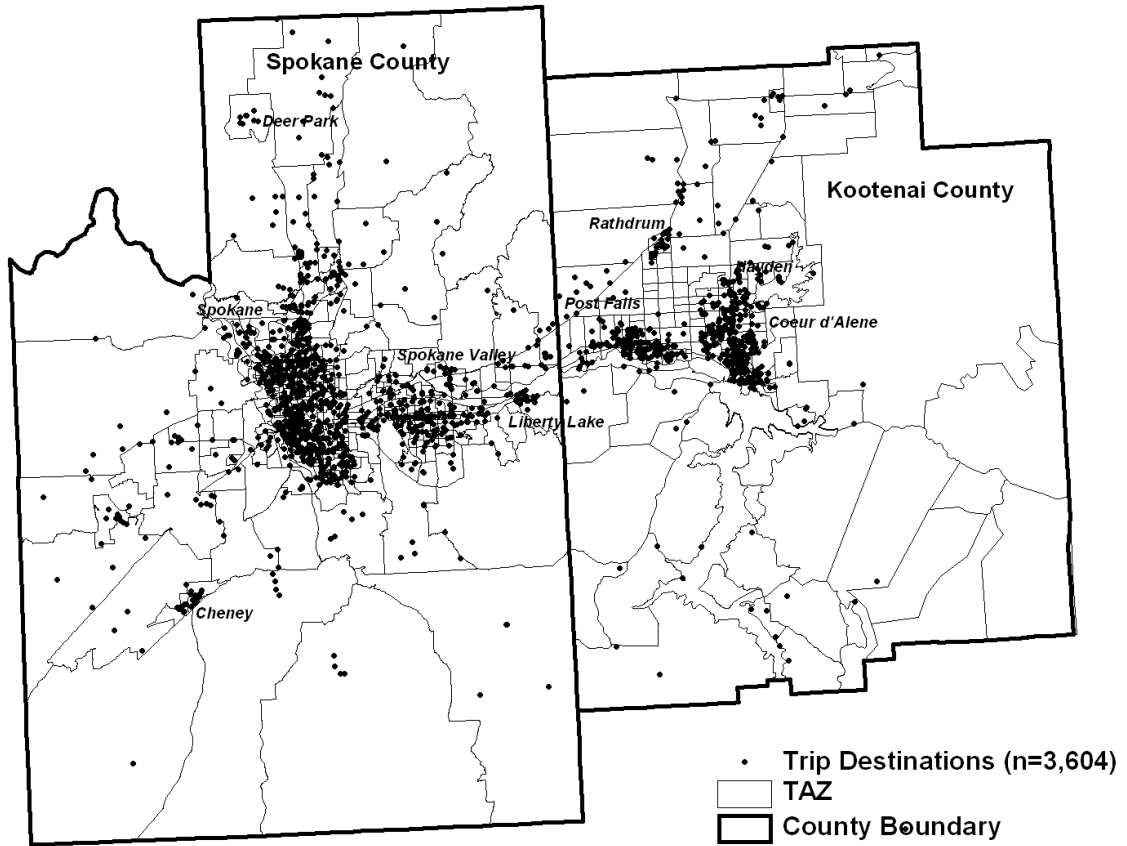 Spokane County
Deer Park
Kootenai County
Rathdrum
Hayden
Post Falls
Spokane
Coeur d'Alene
Spokane Valley
Liberty Lake
Cheney
Trip Destinations (n=3,604)
TAZ
County Boundary